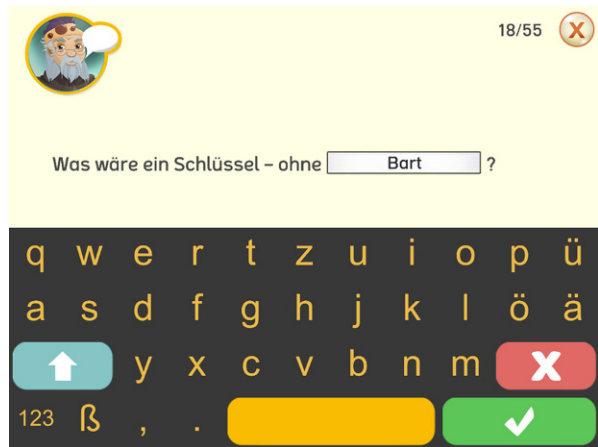 18/55
X
Was wäre ein Schlüssel – ohne Bart ?
q w e r t z u i o p ü
a s d f g h j k l ö ä
y x c v b n m
123 ß , .